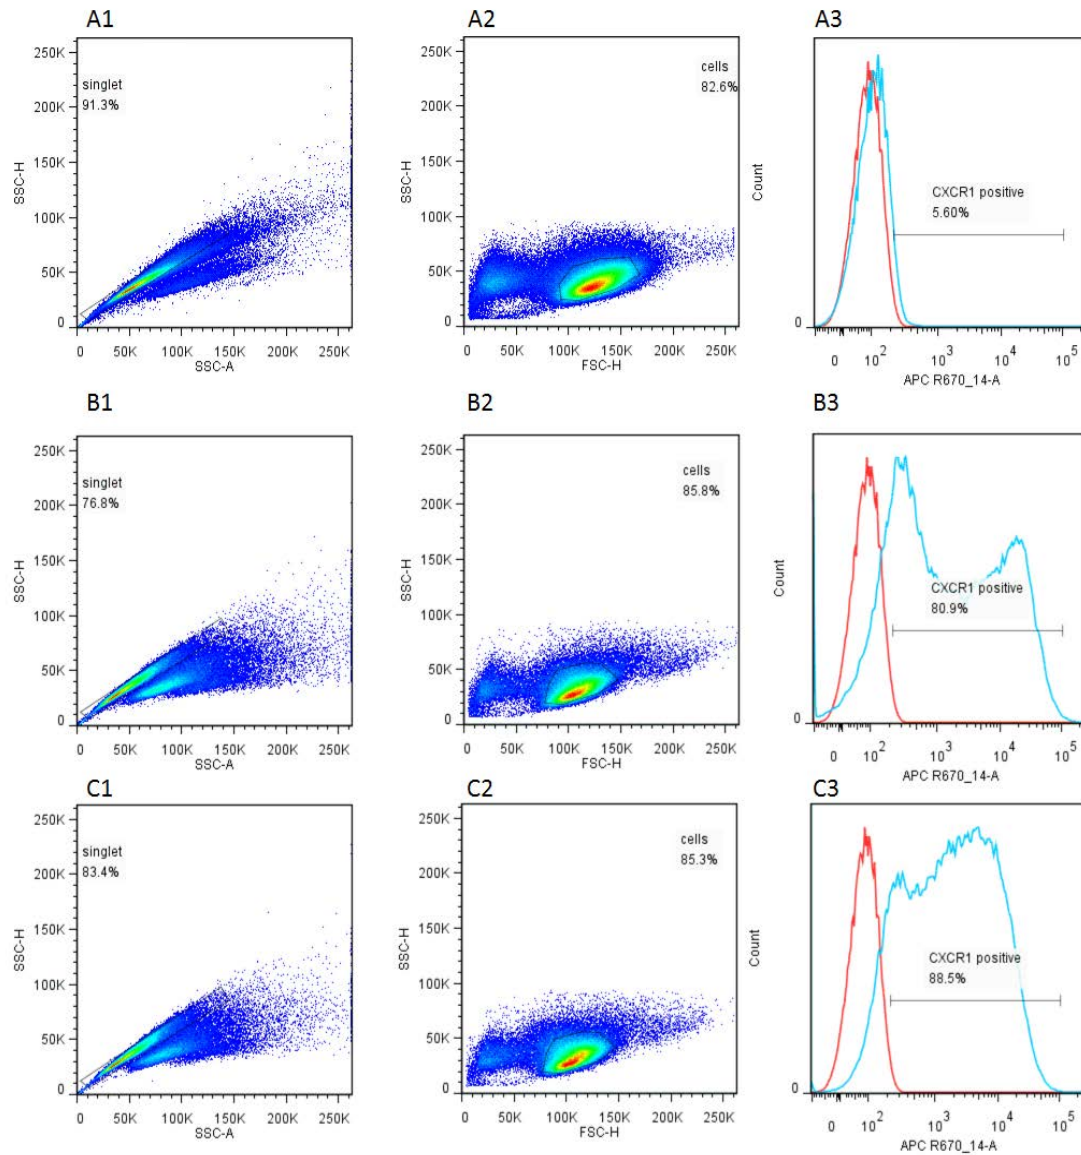 A1
A2
A3
250K
200K
150K
100K
50K
0
SSC-H
singlet
91.3%
0
50K
100K
150K
200K
250K
SSC-A
250K
200K
150K
100K
50K
0
SSC-H
cells
82.6%
0
50K
100K
150K
200K
250K
FSC-H
Count
0
CXCR1 positive
5.60%
0
10^2
10^3
10^4
10^5
APC R670_14-A
B1
B2
B3
250K
200K
150K
100K
50K
0
SSC-H
singlet
76.8%
0
50K
100K
150K
200K
250K
SSC-A
250K
200K
150K
100K
50K
0
SSC-H
cells
85.8%
0
50K
100K
150K
200K
250K
FSC-H
Count
0
CXCR1 positive
80.9%
0
10^2
10^3
10^4
10^5
APC R670_14-A
C1
C2
C3
250K
200K
150K
100K
50K
0
SSC-H
singlet
83.4%
0
50K
100K
150K
200K
250K
SSC-A
250K
200K
150K
100K
50K
0
SSC-H
cells
85.3%
0
50K
100K
150K
200K
250K
FSC-H
Count
0
CXCR1 positive
88.5%
0
10^2
10^3
10^4
10^5
APC R670_14-A